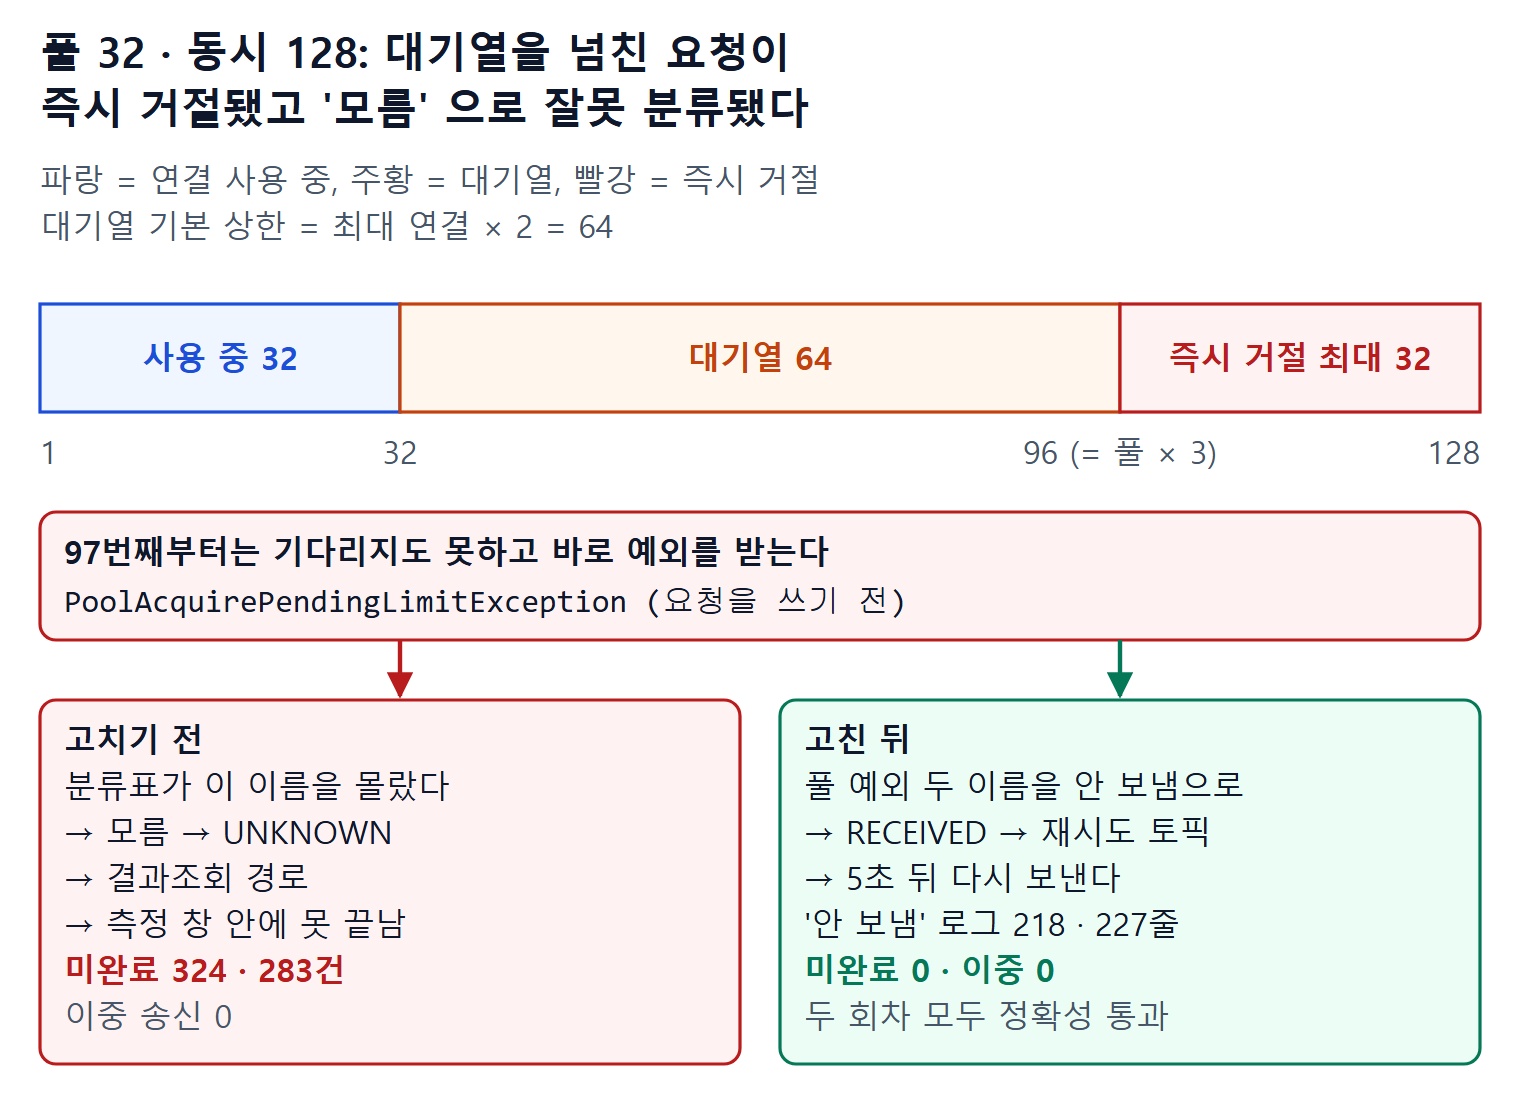 풀 32 · 동시 128: 대기열을 넘친 요청이
즉시 거절됐고 '모름' 으로 잘못 분류됐다
파랑 = 연결 사용 중, 주황 = 대기열, 빨강 = 즉시 거절
대기열 기본 상한 = 최대 연결 × 2 = 64
사용 중 32
대기열 64
즉시 거절 최대 32
1
32
96 (= 풀 × 3)
128
97번째부터는 기다리지도 못하고 바로 예외를 받는다
PoolAcquirePendingLimitException (요청을 쓰기 전)
고치기 전
분류표가 이 이름을 몰랐다
→ 모름 → UNKNOWN
→ 결과조회 경로
→ 측정 창 안에 못 끝남
미완료 324 · 283건
이중 송신 0
고친 뒤
풀 예외 두 이름을 안 보냄으로
→ RECEIVED → 재시도 토픽
→ 5초 뒤 다시 보낸다
'안 보냄' 로그 218 · 227줄
미완료 0 · 이중 0
두 회차 모두 정확성 통과